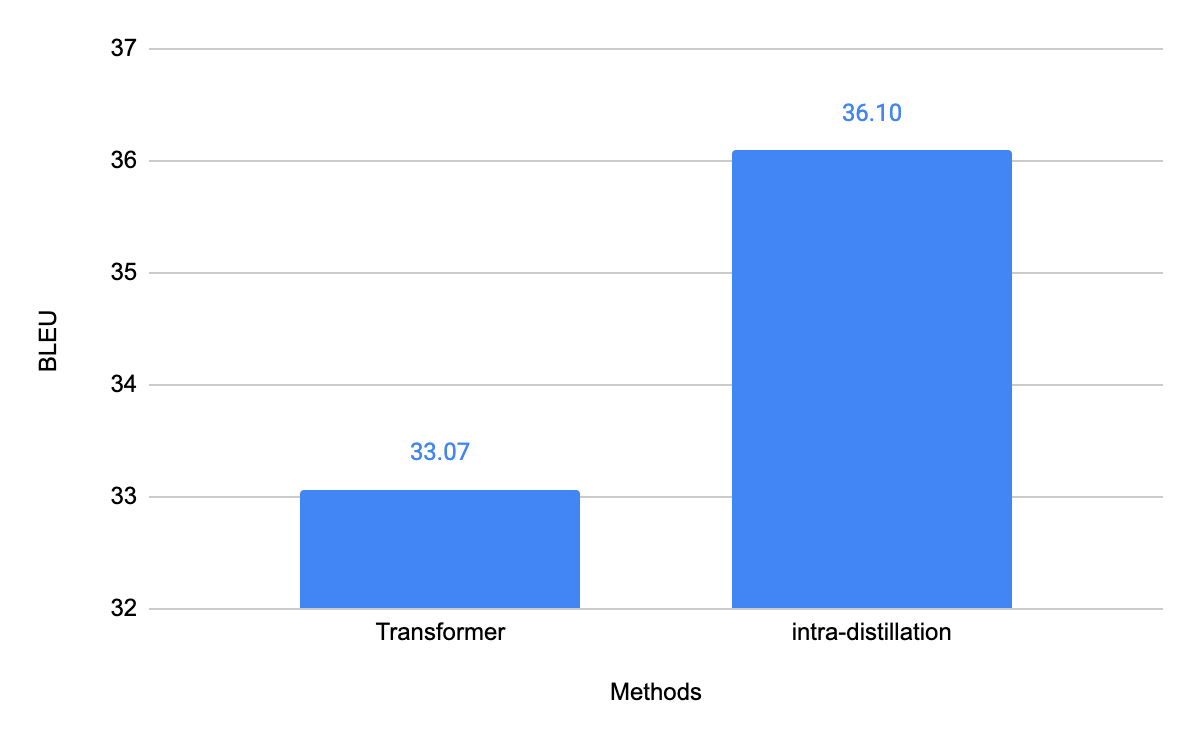 37
36.10
36
35
BLEU
34
33.07
33
32
Transformer intra-distillation
Methods